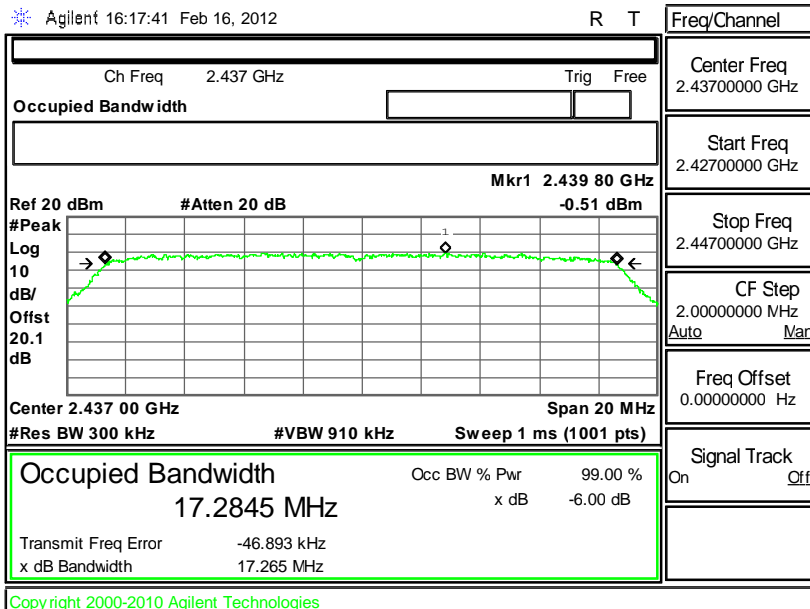 Agilent 16:17:41 Feb 16, 2012 R T
Ch Freq 2.437 GHz Trig Free
Occupied Bandwidth
Mkr1 2.439 80 GHz
Ref 20 dBm #Atten 20 dB -0.51 dBm
#Peak
Log
10
dB/
Offst
20.1
dB
1
Center 2.437 00 GHz Span 20 MHz
#Res BW 300 kHz #VBW 910 kHz Sweep 1 ms (1001 pts)
Occupied Bandwidth Occ BW % Pwr 99.00 %
17.2845 MHz x dB -6.00 dB
Transmit Freq Error -46.893 kHz
x dB Bandwidth 17.265 MHz
Copyright 2000-2010 Agilent Technologies
Freq/Channel
Center Freq
2.43700000 GHz
Start Freq
2.42700000 GHz
Stop Freq
2.44700000 GHz
CF Step
2.00000000 MHz
Auto Man
Freq Offset
0.00000000 Hz
Signal Track
On Off